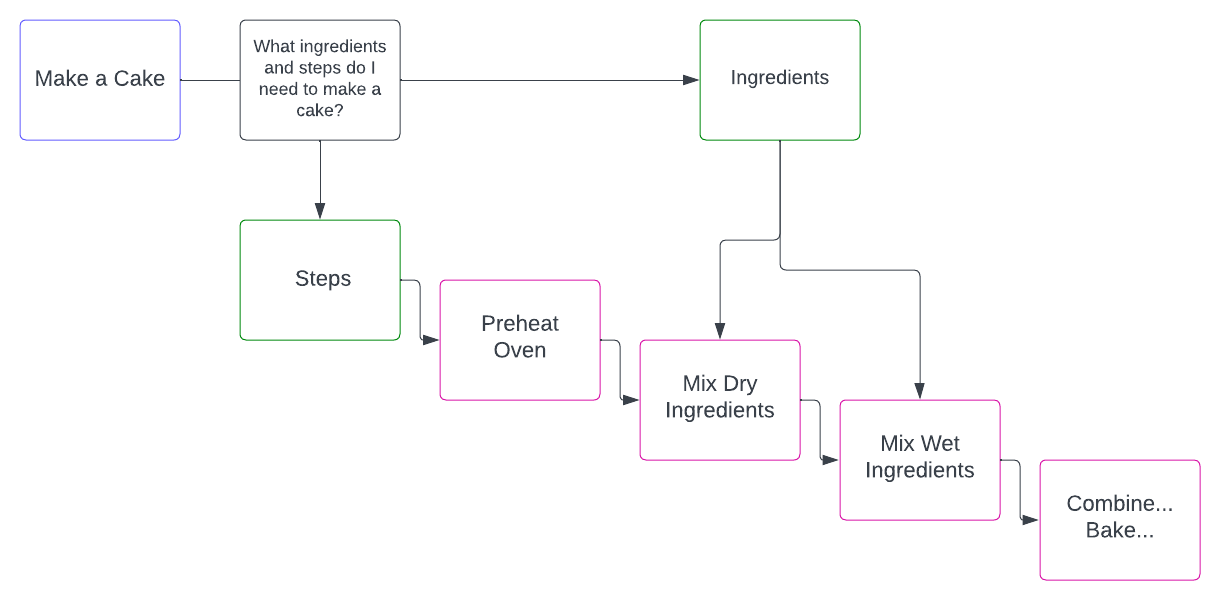 Make a Cake
What ingredients
and steps do I
need to make a
cake?
Ingredients
Steps
Preheat
Oven
Mix Dry
Ingredients
Mix Wet
Ingredients
Combine...
Bake...